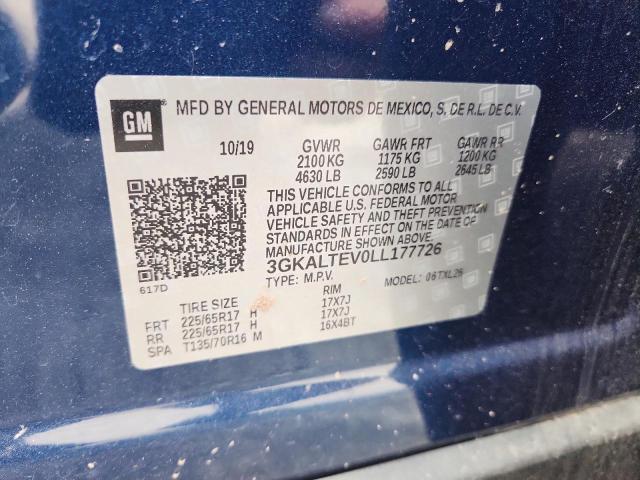 GM MFD BY GENERAL MOTORS DE MEXICO, S. DE R.L. DE C.V.
10/19 GVWR GAWR FRT GAWR RR
2100 KG 1175 KG 1200 KG
4630 LB 2590 LB 2645 LB
THIS VEHICLE CONFORMS TO ALL
APPLICABLE U.S. FEDERAL MOTOR
VEHICLE SAFETY AND THEFT PREVENTION
STANDARDS IN EFFECT ON THE DATE OF
MANUFACTURE SHOWN ABOVE.
3GKALTEV0LL177726
617D TYPE: M.P.V. MODEL: 06TXL26
TIRE SIZE RIM
FRT 225/65R17 H 17X7J
RR 225/65R17 H 17X7J
SPA T135/70R16 M 16X4BT